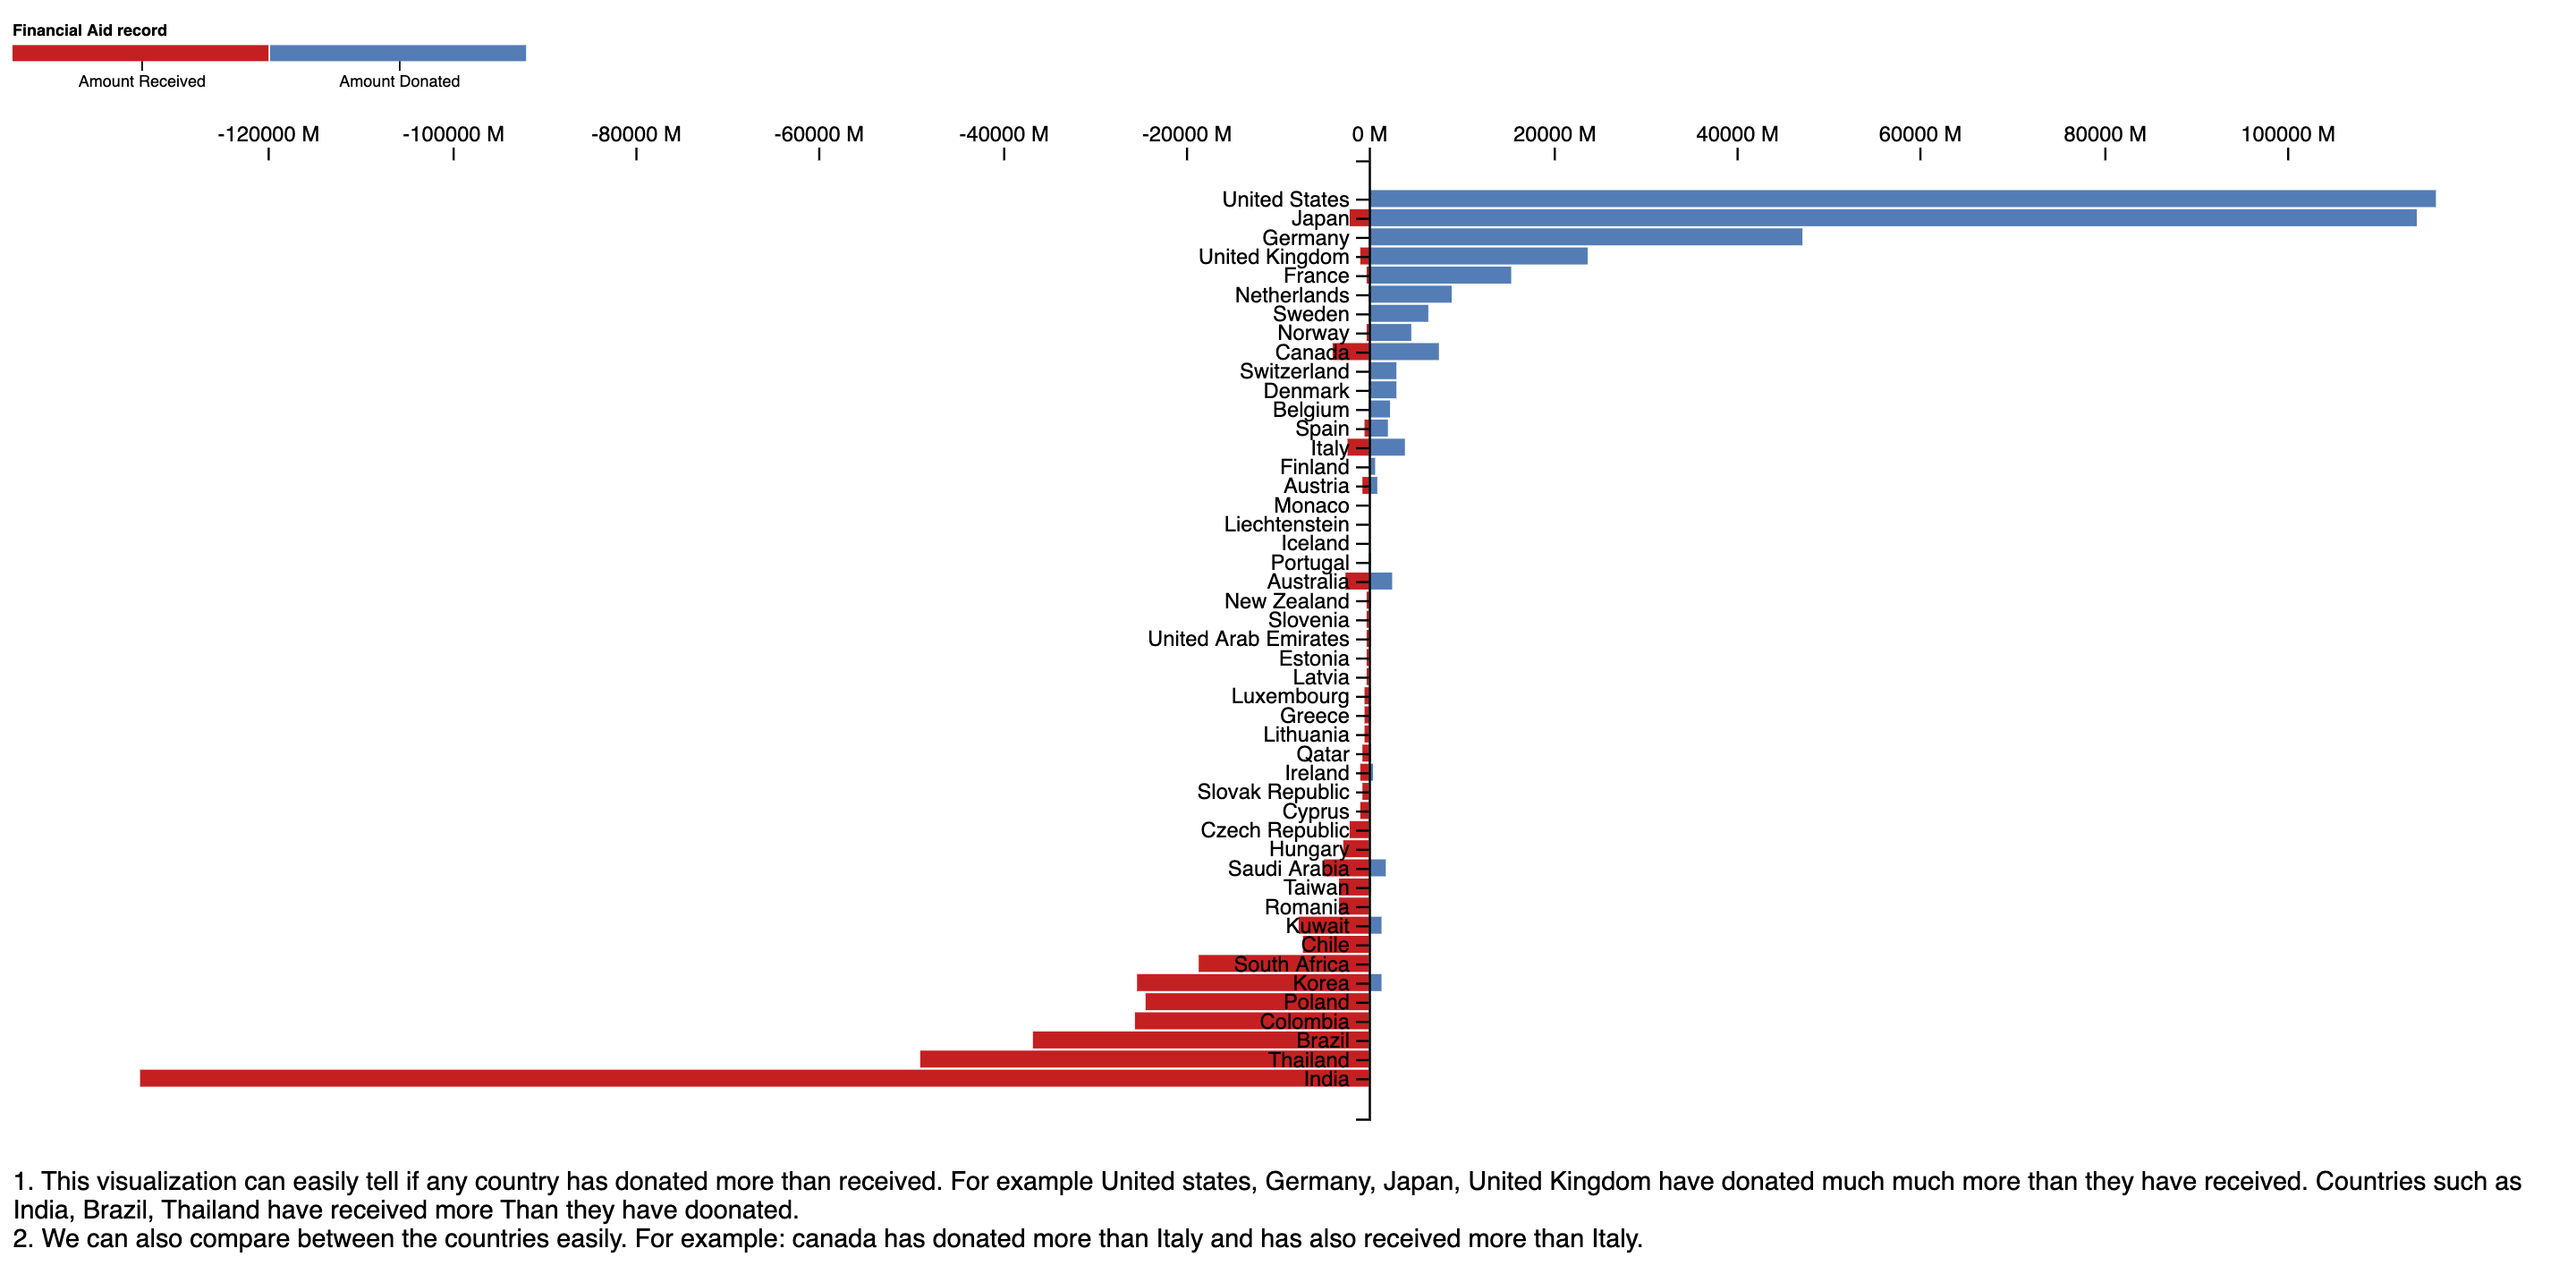 Financial Aid record
Amount Received Amount Donated
-120000 M -100000 M -80000 M -60000 M -40000 M -20000 M 0 M 20000 M 40000 M 60000 M 80000 M 100000 M
United States
Japan
Germany
United Kingdom
France
Netherlands
Sweden
Norway
Canada
Switzerland
Denmark
Belgium
Spain
Italy
Finland
Austria
Monaco
Liechtenstein
Iceland
Portugal
Australia
New Zealand
Slovenia
United Arab Emirates
Estonia
Latvia
Luxembourg
Greece
Lithuania
Qatar
Ireland
Slovak Republic
Cyprus
Czech Republic
Hungary
Saudi Arabia
Taiwan
Romania
Kuwait
Chile
South Africa
Korea
Poland
Colombia
Brazil
Thailand
India
1. This visualization can easily tell if any country has donated more than received. For example United states, Germany, Japan, United Kingdom have donated much much more than they have received. Countries such as
India, Brazil, Thailand have received more Than they have doonated.
2. We can also compare between the countries easily. For example: canada has donated more than Italy and has also received more than Italy.